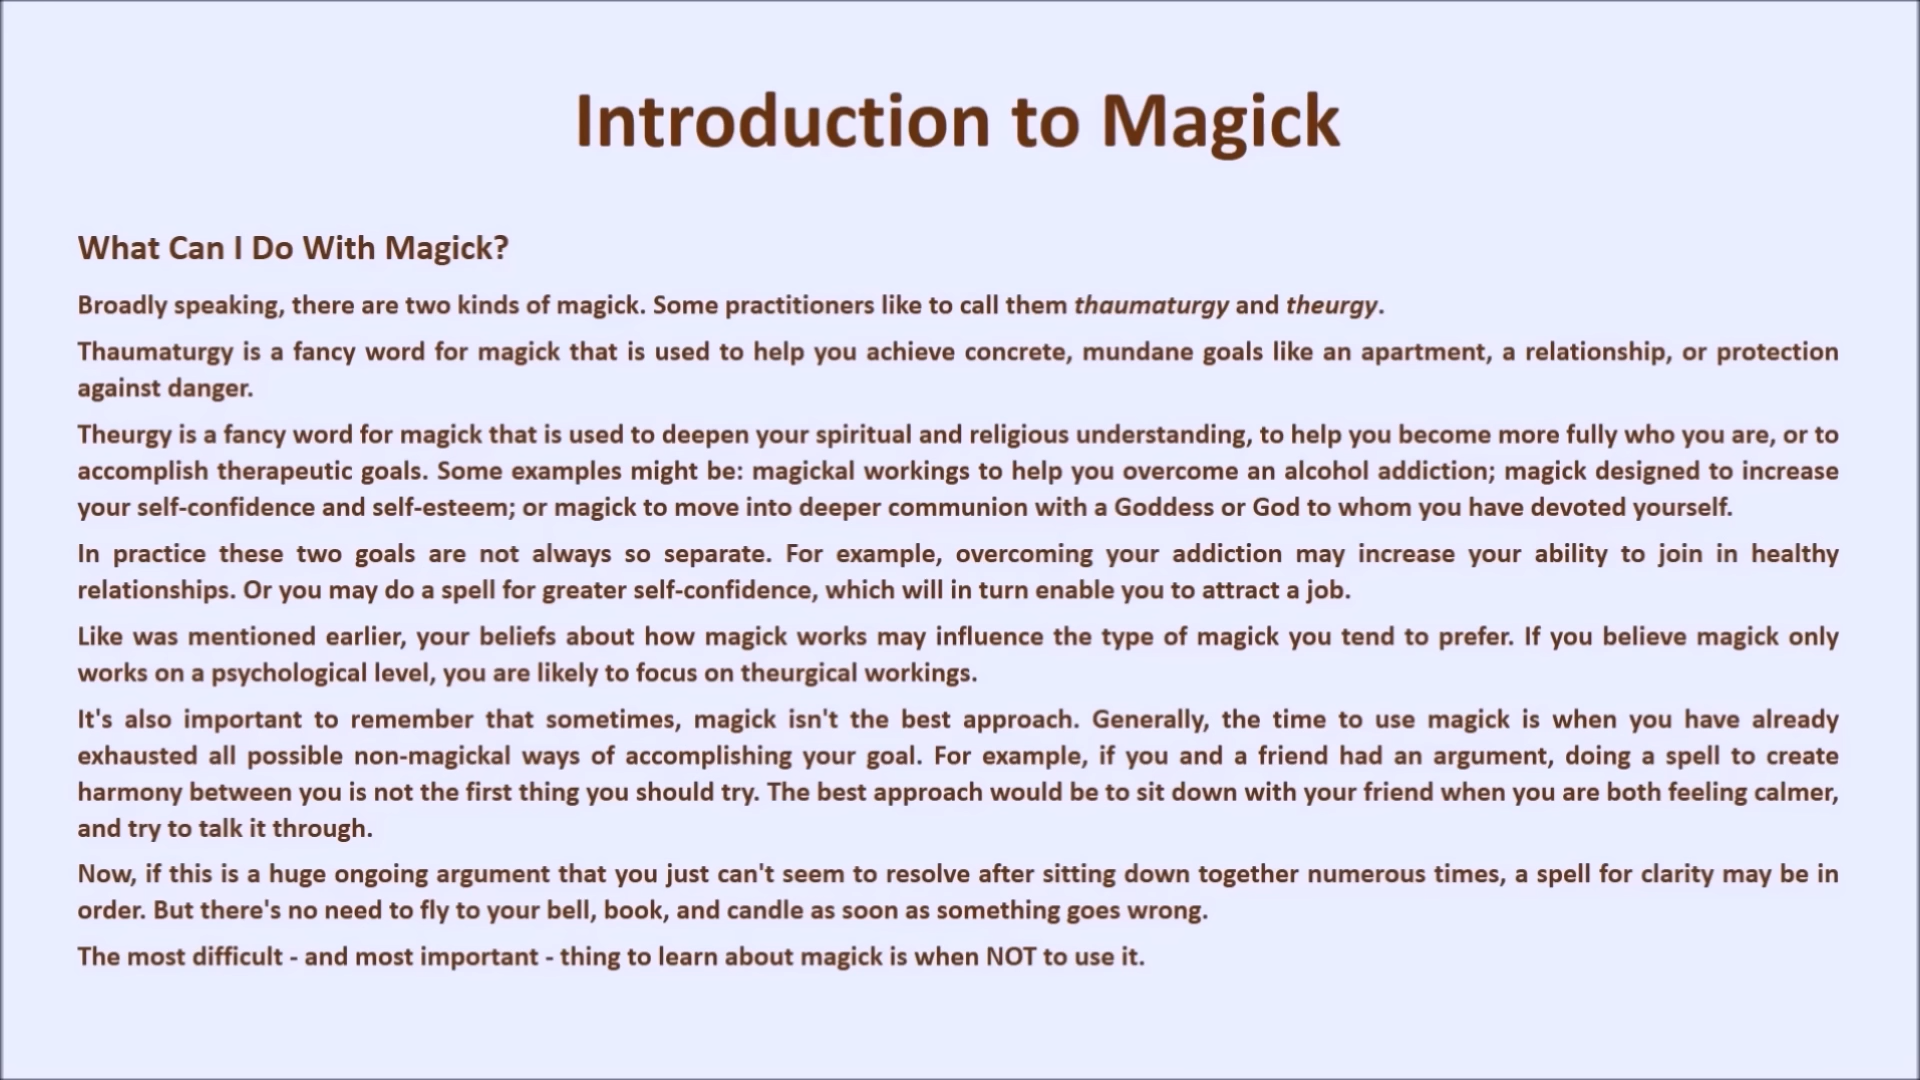 Introduction to Magick
What Can I Do With Magick?
Broadly speaking, there are two kinds of magick. Some practitioners like to call them thaumaturgy and theurgy.
Thaumaturgy is a fancy word for magick that is used to help you achieve concrete, mundane goals like an apartment, a relationship, or protection
against danger.
Theurgy is a fancy word for magick that is used to deepen your spiritual and religious understanding, to help you become more fully who you are, or to
accomplish therapeutic goals. Some examples might be: magickal workings to help you overcome an alcohol addiction; magick designed to increase
your self-confidence and self-esteem; or magick to move into deeper communion with a Goddess or God to whom you have devoted yourself.
In practice these two goals are not always so separate. For example, overcoming your addiction may increase your ability to join in healthy
relationships. Or you may do a spell for greater self-confidence, which will in turn enable you to attract a job.
Like was mentioned earlier, your beliefs about how magick works may influence the type of magick you tend to prefer. If you believe magick only
works on a psychological level, you are likely to focus on theurgical workings.
It's also important to remember that sometimes, magick isn't the best approach. Generally, the time to use magick is when you have already
exhausted all possible non-magickal ways of accomplishing your goal. For example, if you and a friend had an argument, doing a spell to create
harmony between you is not the first thing you should try. The best approach would be to sit down with your friend when you are both feeling calmer,
and try to talk it through.
Now, if this is a huge ongoing argument that you just can't seem to resolve after sitting down together numerous times, a spell for clarity may be in
order. But there's no need to fly to your bell, book, and candle as soon as something goes wrong.
The most difficult - and most important - thing to learn about magick is when NOT to use it.